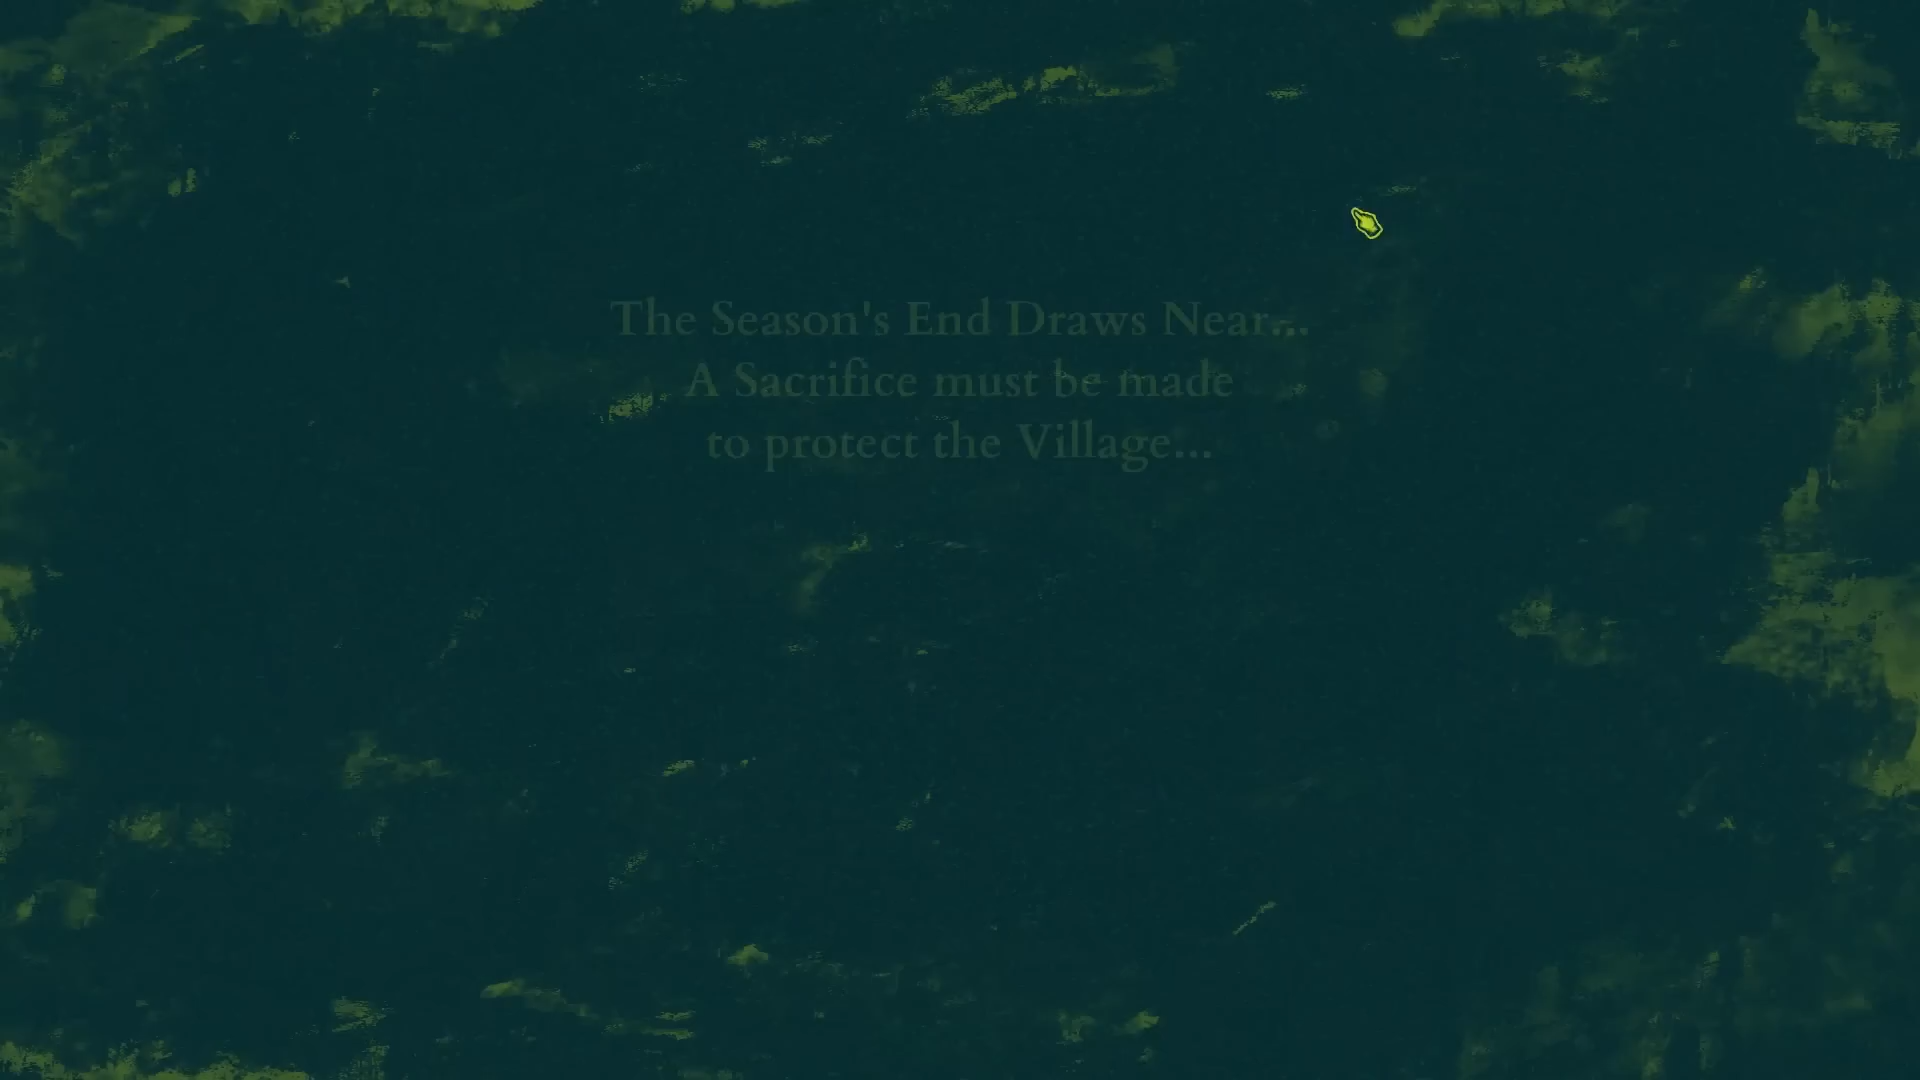 The Season's End Draws Near...
A Sacrifice must be made
to protect the Village...